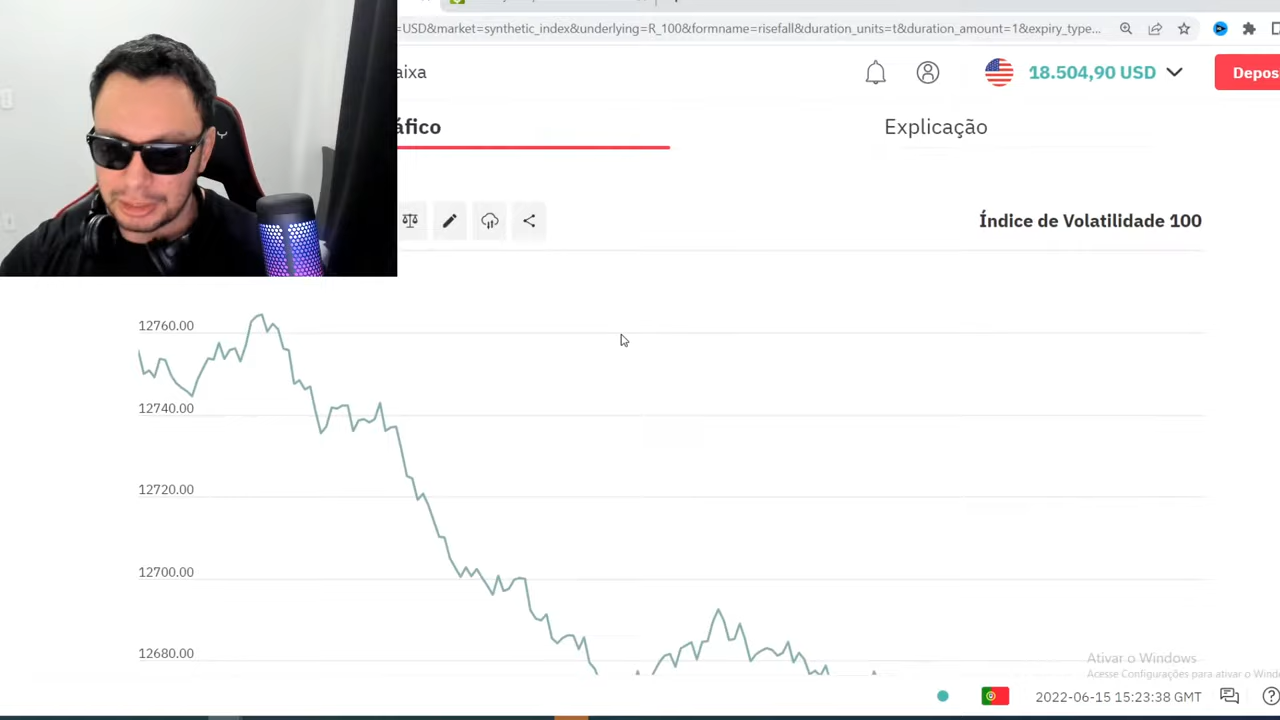 =USD&market=synthetic_index&underlying=R_100&formname=risefall&duration_units=t&duration_amount=1&expiry_type...
aixa
18.504,90 USD
Depos
áfico
Explicação
Índice de Volatilidade 100
12760.00
12740.00
12720.00
12700.00
12680.00
Ativar o Windows
Acesse Configurações para ativar o Windo
2022-06-15 15:23:38 GMT